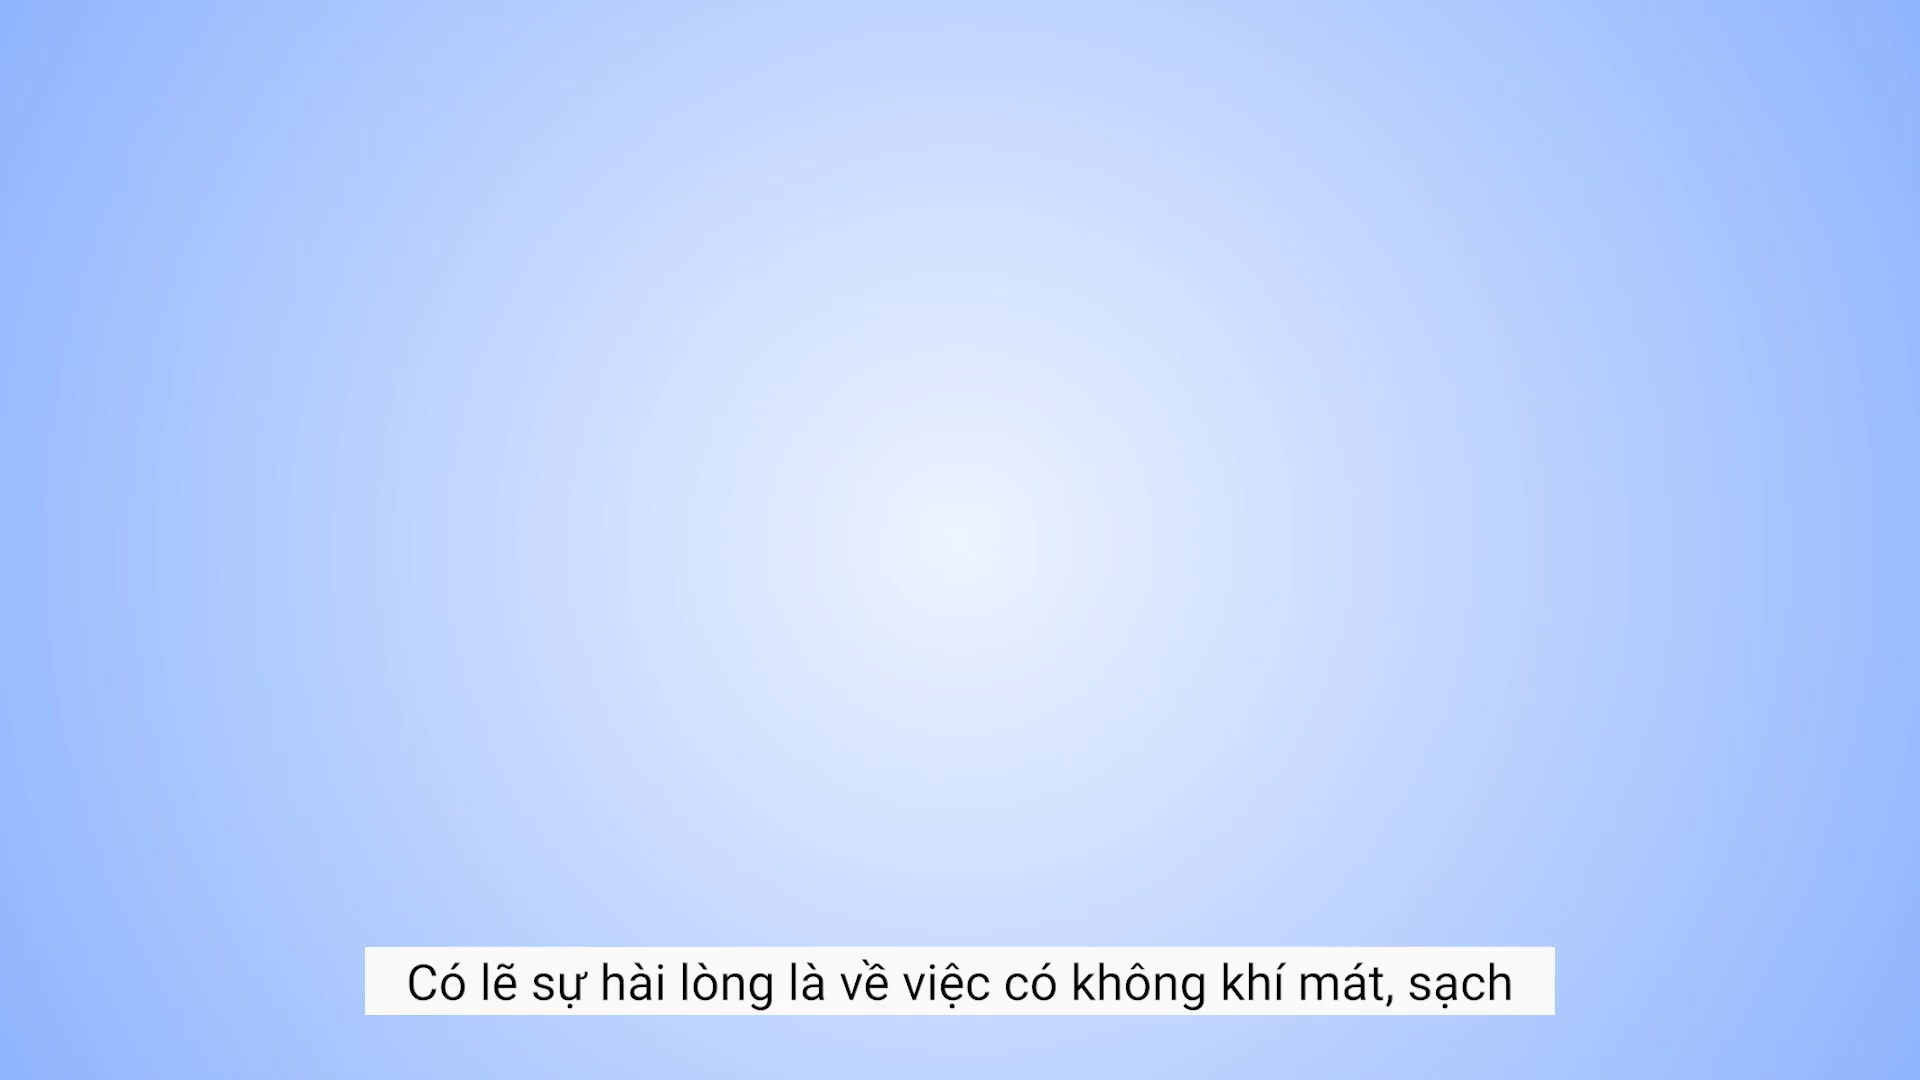 Có lẽ sự hài lòng là về việc có không khí mát, sạch